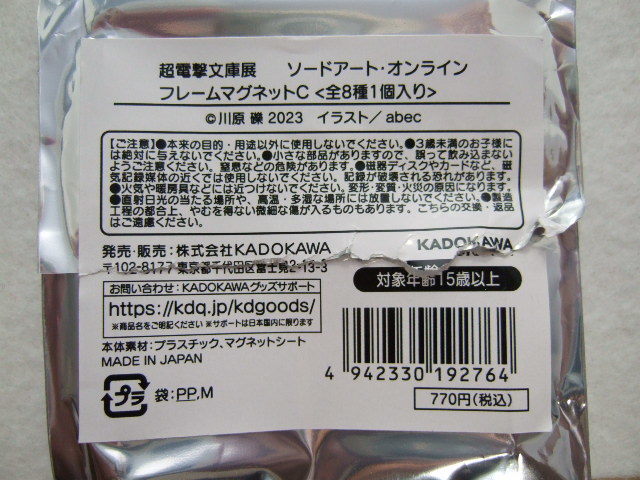 超電撃文庫展　ソードアート・オンライン
フレームマグネットC <全8種1個入り>
©川原 礫 2023　イラスト/ abec
【ご注意】●本来の目的・用途以外に使用しないでください。●3歳未満のお子様に
は絶対に与えないでください。●小さな部品がありますので、誤って飲み込まない
ようご注意ください。窒息などの危険があります。●磁器ディスクやカードなど、磁
気記録媒体の近くでは使用しないでください。記録が破壊される恐れがあります。
●火気や暖房具などには近づけないでください。変形・変質・火災の原因になります。
●直射日光の当たる場所や、高温・多湿な場所には放置しないでください。●製造
工程の都合上、やむを得ない微細な傷が入るものもあります。こちらの交換・返品
はご遠慮ください。
発売・販売：株式会社KADOKAWA
KADOKAWA
〒102-8177 東京都千代田区富士見2-13-3
対象年齢15歳以上
お問い合わせ：KADOKAWAグッズサポート
https://kdq.jp/kdgoods/
※商品名をご明記ください ※サポートは日本国内に限ります
本体素材：プラスチック、マグネットシート
MADE IN JAPAN
プラ 袋：PP,M
4 942330 192764
770円(税込)